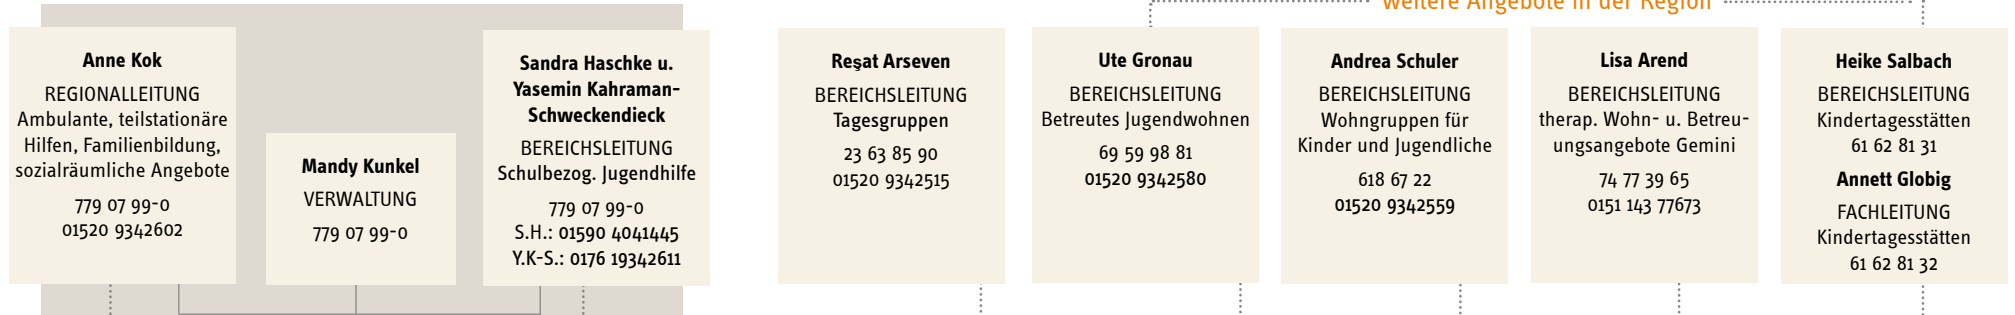 Weitere Angebote in der Region
Anne Kok
REGIONALLEITUNG
Ambulante, teilstationäre
Hilfen, Familienbildung,
sozialräumliche Angebote
779 07 99-0
01520 9342602
Mandy Kunkel
VERWALTUNG
779 07 99-0
Sandra Haschke u.
Yasemin Kahraman-
Schweckendieck
BEREICHSLEITUNG
Schulbezog. Jugendhilfe
779 07 99-0
S.H.: 01590 4041445
Y.K-S.: 0176 19342611
Reşat Arseven
BEREICHSLEITUNG
Tagesgruppen
23 63 85 90
01520 9342515
Ute Gronau
BEREICHSLEITUNG
Betreutes Jugendwohnen
69 59 98 81
01520 9342580
Andrea Schuler
BEREICHSLEITUNG
Wohngruppen für
Kinder und Jugendliche
618 67 22
01520 9342559
Lisa Arend
BEREICHSLEITUNG
therap. Wohn- u. Betreu-
ungsangebote Gemini
74 77 39 65
0151 143 77673
Heike Salbach
BEREICHSLEITUNG
Kindertagesstätten
61 62 81 31
Annett Globig
FACHLEITUNG
Kindertagesstätten
61 62 81 32